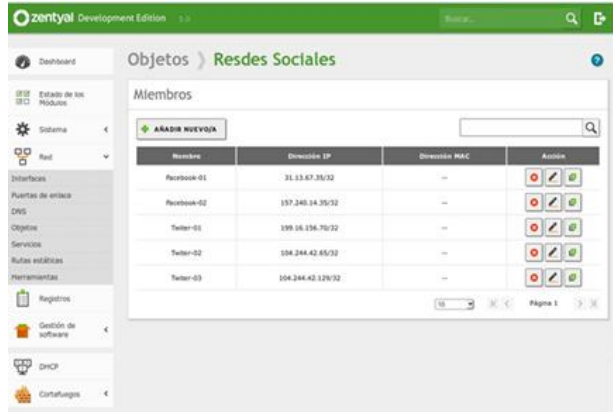 zentyal Development Edition 5.0
Buscar...
Dashboard
Estado de los
Módulos
Sistema
Red
Interfaces
Puertas de enlace
DNS
Objetos
Servicios
Rutas estáticas
Herramientas
Registros
Gestión de
software
DHCP
Cortafuegos
Objetos Resdes Sociales
Miembros
AÑADIR NUEVO/A
Nombre Dirección IP Dirección MAC Acción
Facebook-01 31.13.67.35/32 --
Facebook-02 157.240.14.35/32 --
Twiter-01 199.16.156.70/32 --
Twiter-02 104.244.42.65/32 --
Twiter-03 104.244.42.129/32 --
10 Página 1